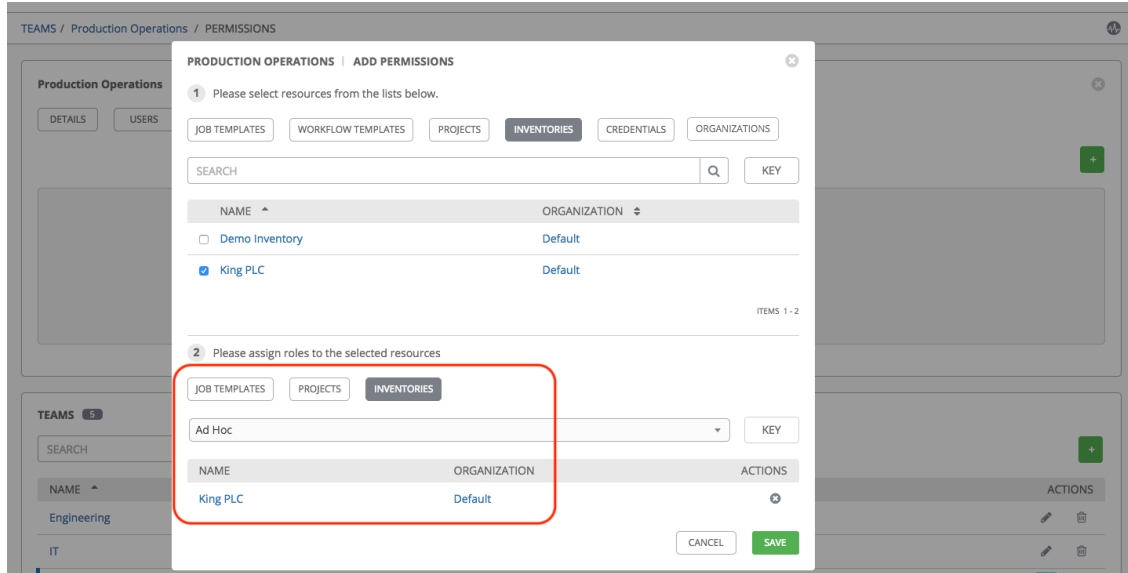 TEAMS / Production Operations / PERMISSIONS
Production Operations
DETAILS USERS
PRODUCTION OPERATIONS | ADD PERMISSIONS
1 Please select resources from the lists below.
JOB TEMPLATES WORKFLOW TEMPLATES PROJECTS INVENTORIES CREDENTIALS ORGANIZATIONS
SEARCH KEY
NAME ORGANIZATION
Demo Inventory Default
King PLC Default
ITEMS 1 - 2
2 Please assign roles to the selected resources
JOB TEMPLATES PROJECTS INVENTORIES
Ad Hoc KEY
NAME ORGANIZATION ACTIONS
King PLC Default
CANCEL SAVE
TEAMS 5
SEARCH
NAME ACTIONS
Engineering
IT